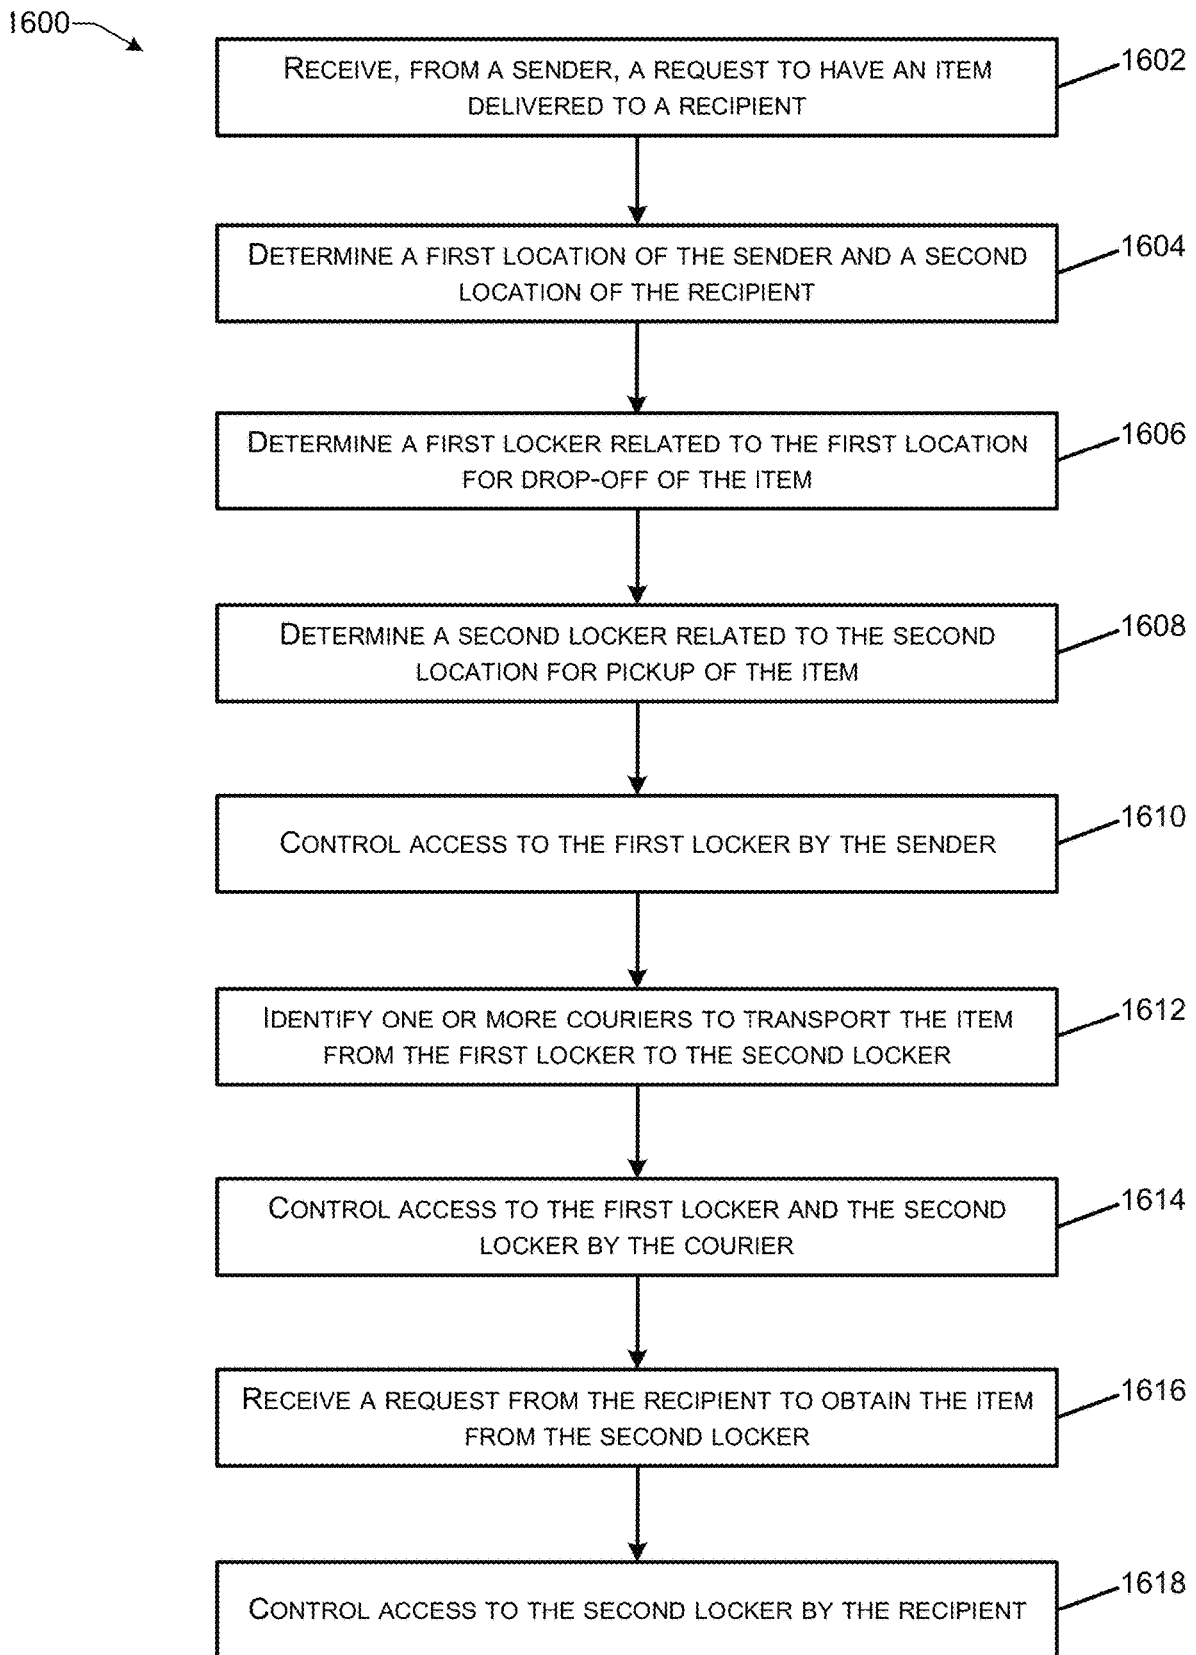 1600
RECEIVE, FROM A SENDER, A REQUEST TO HAVE AN ITEM
DELIVERED TO A RECIPIENT
1602
DETERMINE A FIRST LOCATION OF THE SENDER AND A SECOND
LOCATION OF THE RECIPIENT
1604
DETERMINE A FIRST LOCKER RELATED TO THE FIRST LOCATION
FOR DROP-OFF OF THE ITEM
1606
DETERMINE A SECOND LOCKER RELATED TO THE SECOND
LOCATION FOR PICKUP OF THE ITEM
1608
CONTROL ACCESS TO THE FIRST LOCKER BY THE SENDER
1610
IDENTIFY ONE OR MORE COURIERS TO TRANSPORT THE ITEM
FROM THE FIRST LOCKER TO THE SECOND LOCKER
1612
CONTROL ACCESS TO THE FIRST LOCKER AND THE SECOND
LOCKER BY THE COURIER
1614
RECEIVE A REQUEST FROM THE RECIPIENT TO OBTAIN THE ITEM
FROM THE SECOND LOCKER
1616
CONTROL ACCESS TO THE SECOND LOCKER BY THE RECIPIENT
1618